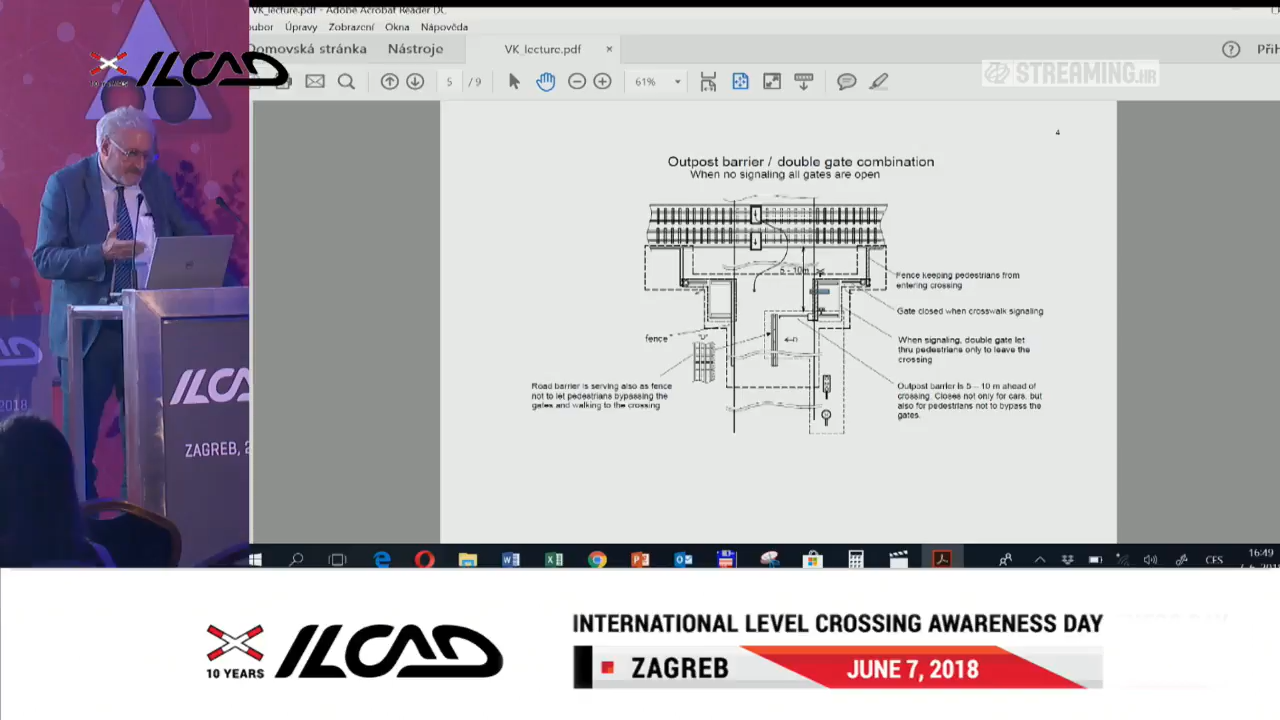 VK_lecture.pdf - Adobe Acrobat Reader DC
oubor Úpravy Zobrazení Okna Nápověda
Domovská stránka Nástroje VK_lecture.pdf × ? Přih
5 / 9 61%
ILCAD
10 YEARS
STREAMING.HR
4
Outpost barrier / double gate combination
When no signaling all gates are open
5 - 10m
Fence keeping pedestrians from
entering crossing
Gate closed when crosswalk signaling
fence
When signaling, double gate let
thru pedestrians only to leave the
crossing
Road barrier is serving also as fence
not to let pedestrians bypassing the
gates and walking to the crossing
Outpost barrier is 5 – 10 m ahead of
crossing. Closes not only for cars, but
also for pedestrians not to bypass the
gates.
ILCAD
ZAGREB, 2
2018
CES
16:49
ILCAD
10 YEARS
INTERNATIONAL LEVEL CROSSING AWARENESS DAY
ZAGREB JUNE 7, 2018